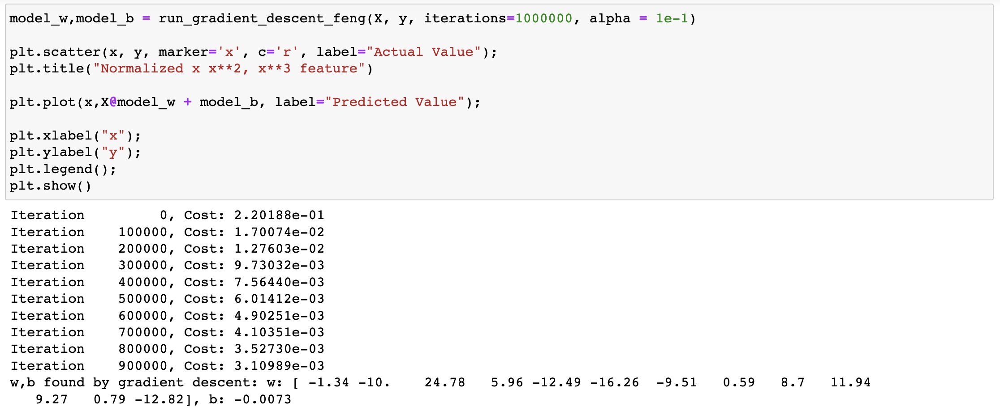 model_w,model_b = run_gradient_descent_feng(X, y, iterations=1000000, alpha = 1e-1)
plt.scatter(x, y, marker='x', c='r', label="Actual Value");
plt.title("Normalized x x**2, x**3 feature")
plt.plot(x,X@model_w + model_b, label="Predicted Value");
plt.xlabel("x");
plt.ylabel("y");
plt.legend();
plt.show()
Iteration         0, Cost: 2.20188e-01
Iteration    100000, Cost: 1.70074e-02
Iteration    200000, Cost: 1.27603e-02
Iteration    300000, Cost: 9.73032e-03
Iteration    400000, Cost: 7.56440e-03
Iteration    500000, Cost: 6.01412e-03
Iteration    600000, Cost: 4.90251e-03
Iteration    700000, Cost: 4.10351e-03
Iteration    800000, Cost: 3.52730e-03
Iteration    900000, Cost: 3.10989e-03
w,b found by gradient descent: w: [ -1.34 -10.    24.78   5.96 -12.49 -16.26  -9.51   0.59   8.7   11.94
   9.27   0.79 -12.82], b: -0.0073